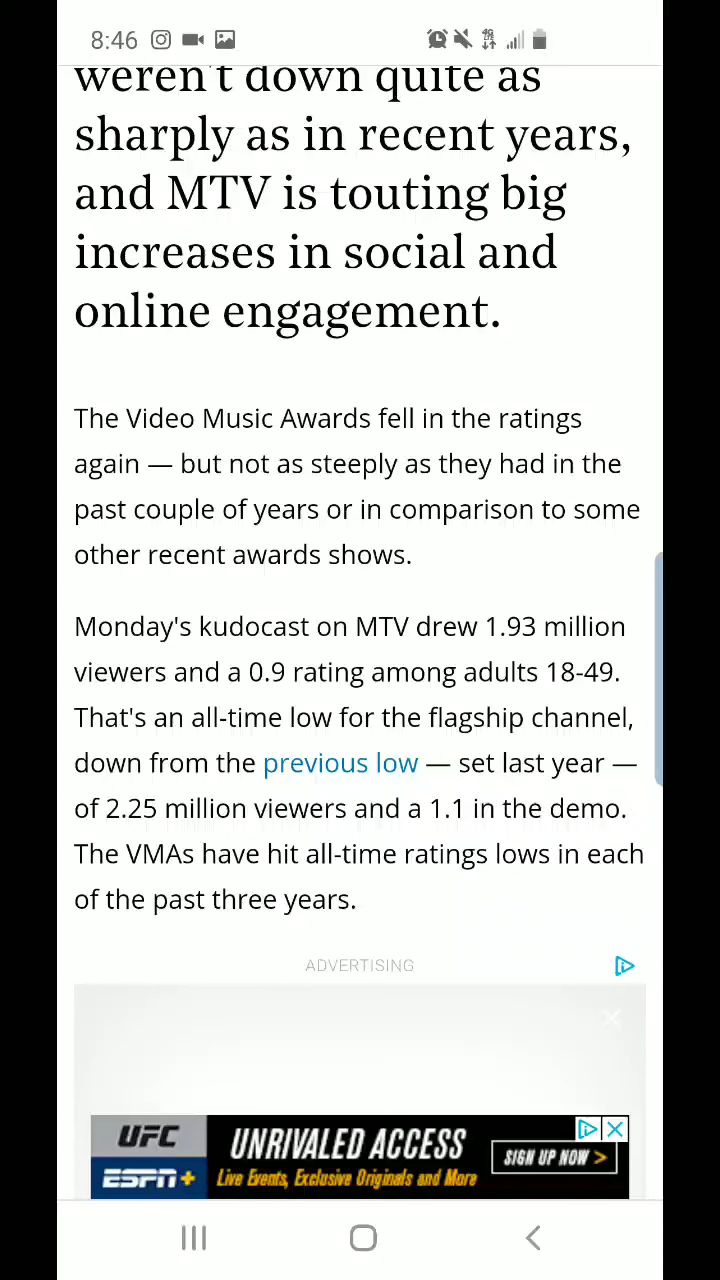 8:46
weren't down quite as
sharply as in recent years,
and MTV is touting big
increases in social and
online engagement.
The Video Music Awards fell in the ratings
again — but not as steeply as they had in the
past couple of years or in comparison to some
other recent awards shows.
Monday's kudocast on MTV drew 1.93 million
viewers and a 0.9 rating among adults 18-49.
That's an all-time low for the flagship channel,
down from the previous low — set last year —
of 2.25 million viewers and a 1.1 in the demo.
The VMAs have hit all-time ratings lows in each
of the past three years.
ADVERTISING
UFC
ESPN+
UNRIVALED ACCESS
Live Events, Exclusive Originals and More
SIGN UP NOW >